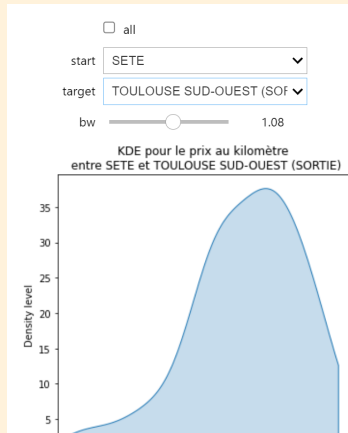 all
start SETE
target TOULOUSE SUD-OUEST (SOF
bw 1.08
KDE pour le prix au kilomètre
entre SETE et TOULOUSE SUD-OUEST (SORTIE)
35
30
25
20
15
10
5
Density level